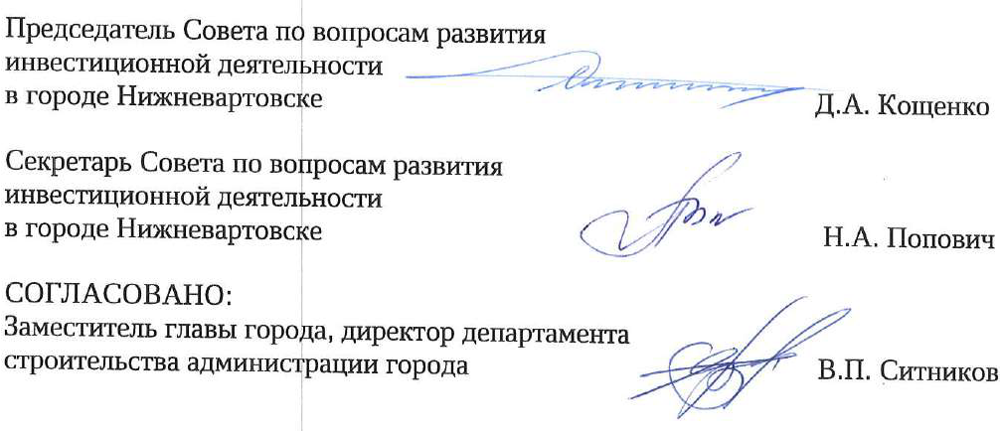 Председатель Совета по вопросам развития
инвестиционной деятельности
в городе Нижневартовске Д.А. Кощенко
Секретарь Совета по вопросам развития
инвестиционной деятельности
в городе Нижневартовске Н.А. Попович
СОГЛАСОВАНО:
Заместитель главы города, директор департамента
строительства администрации города В.П. Ситников